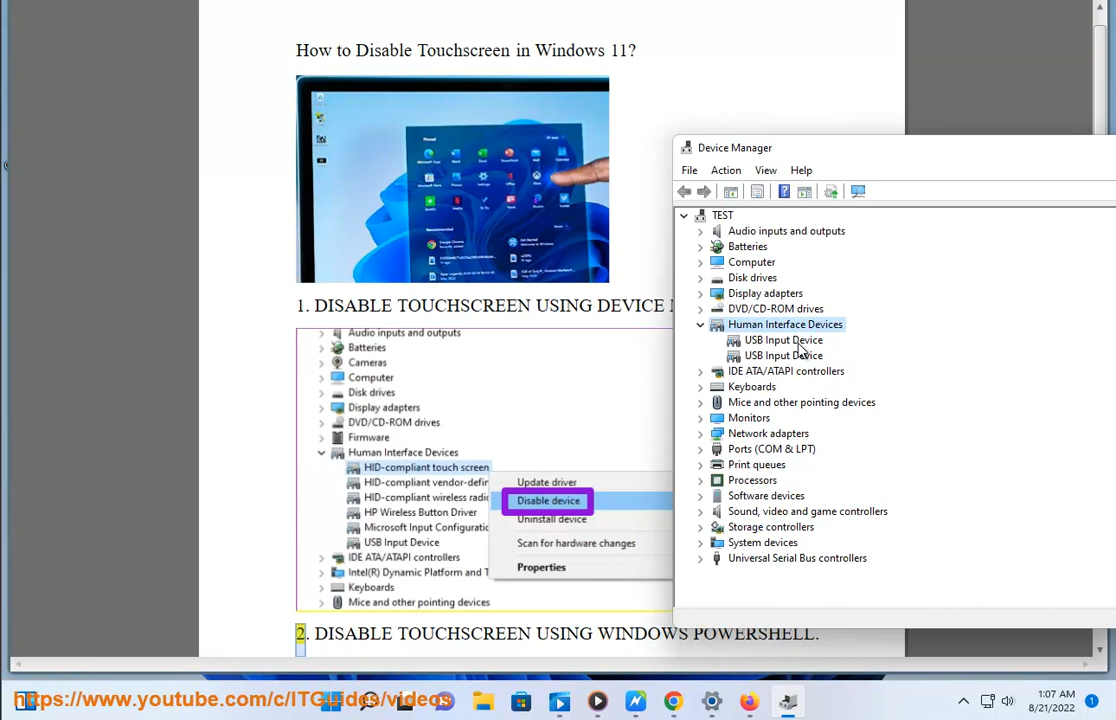 How to Disable Touchscreen in Windows 11?
Pinned
Recommended
1. DISABLE TOUCHSCREEN USING DEVICE
Audio inputs and outputs
Batteries
Cameras
Computer
Disk drives
Display adapters
DVD/CD-ROM drives
Firmware
Human Interface Devices
HID-compliant touch screen
HID-compliant vendor-defin
HID-compliant wireless radio
HP Wireless Button Driver
Microsoft Input Configuratio
USB Input Device
IDE ATA/ATAPI controllers
Intel(R) Dynamic Platform and T
Keyboards
Mice and other pointing devices
Update driver
Disable device
Uninstall device
Scan for hardware changes
Properties
2. DISABLE TOUCHSCREEN USING WINDOWS POWERSHELL.
Device Manager
File Action View Help
TEST
Audio inputs and outputs
Batteries
Computer
Disk drives
Display adapters
DVD/CD-ROM drives
Human Interface Devices
USB Input Device
USB Input Device
IDE ATA/ATAPI controllers
Keyboards
Mice and other pointing devices
Monitors
Network adapters
Ports (COM & LPT)
Print queues
Processors
Software devices
Sound, video and game controllers
Storage controllers
System devices
Universal Serial Bus controllers
https://www.youtube.com/c/ITGuides/videos
1:07 AM
8/21/2022
1